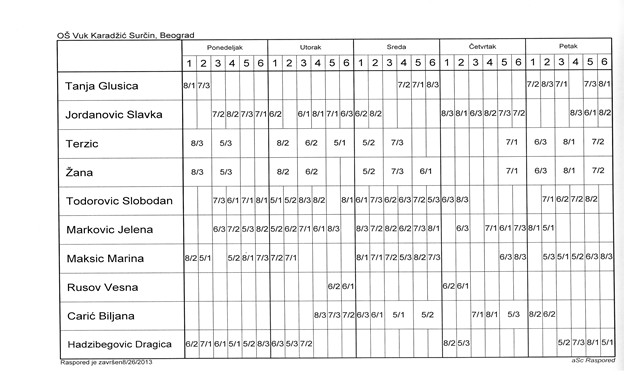 OŠ Vuk Karadžić Surčin, Beograd
Ponedeljak Utorak Sreda Četvrtak Petak
1 2 3 4 5 6 1 2 3 4 5 6 1 2 3 4 5 6 1 2 3 4 5 6 1 2 3 4 5 6
Tanja Glusica 8/1 7/3 7/2 7/1 8/3 7/2 8/3 7/1 7/3 8/1
Jordanovic Slavka 7/2 8/2 7/3 7/1 6/2 6/1 8/1 7/1 6/3 6/2 8/2 8/3 8/1 6/3 8/2 7/3 7/2 8/3 6/1 8/2
Terzic 8/3 5/3 8/2 6/2 5/1 5/2 7/3 7/1 6/3 8/1 7/2
Žana 8/3 5/3 8/2 6/2 5/2 7/3 6/1 7/1 6/3 8/1 7/2
Todorovic Slobodan 7/3 6/1 7/1 8/1 5/1 5/2 8/3 8/2 8/1 6/1 7/3 6/2 6/3 7/2 5/3 6/3 8/3 7/1 6/2 7/2 8/2
Markovic Jelena 6/3 7/2 5/3 8/2 5/2 6/2 7/1 6/1 8/3 8/3 7/2 8/2 6/2 7/3 8/1 6/3 7/1 6/1 7/3 8/1 5/1
Maksic Marina 8/2 5/1 5/2 8/1 7/3 7/2 7/1 8/1 7/1 7/2 5/3 8/2 7/3 6/3 8/3 5/3 5/1 5/2 6/3 8/3
Rusov Vesna 6/2 6/1 6/2 6/1
Carić Biljana 8/3 7/3 7/2 6/3 6/1 5/1 5/2 7/1 8/1 5/3 8/2 6/2
Hadzibegovic Dragica 6/2 7/1 6/1 5/1 5/2 8/3 6/3 5/3 7/2 8/2 5/3 5/2 7/3 8/1 5/1
Raspored je završen8/26/2013 aSc Raspored